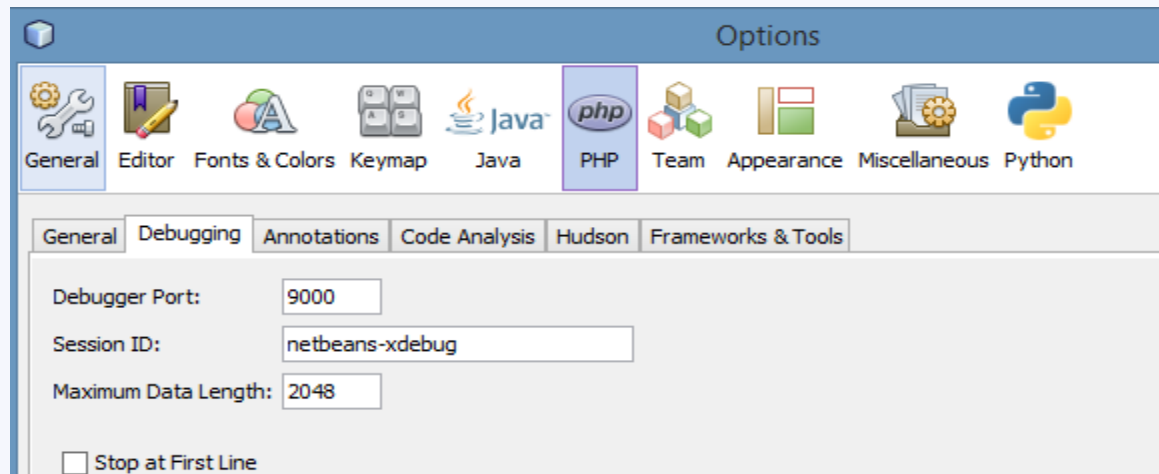 Options
General Editor Fonts & Colors Keymap Java PHP Team Appearance Miscellaneous Python
Q W A S
Java
php
General Debugging Annotations Code Analysis Hudson Frameworks & Tools
Debugger Port: 9000
Session ID: netbeans-xdebug
Maximum Data Length: 2048
Stop at First Line